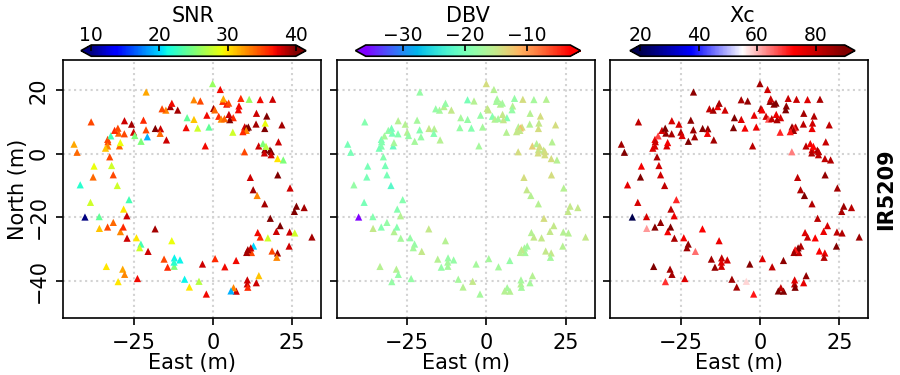 SNR DBV Xc
10 20 30 40 −30 −20 −10 20 40 60 80
20
0
−20
−40
North (m)
IR5209
−25 0 25 −25 0 25 −25 0 25
East (m) East (m) East (m)